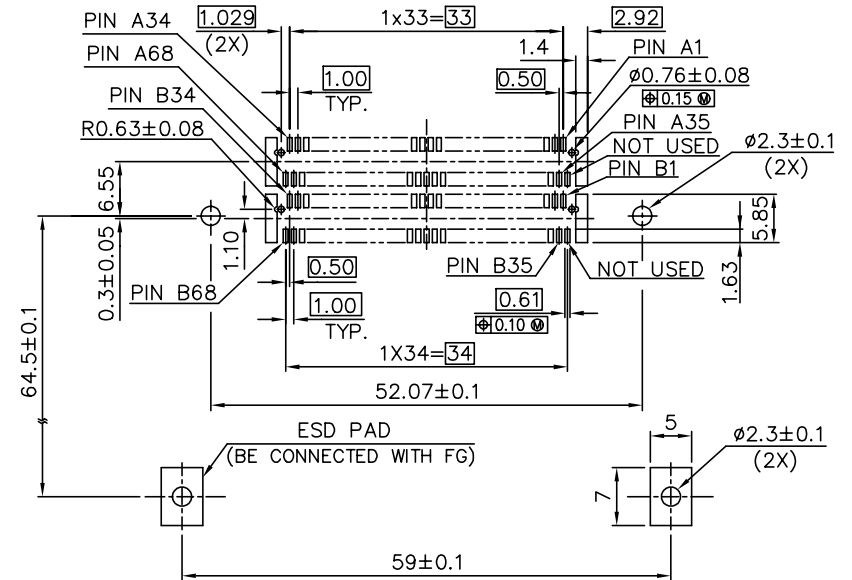 PIN A34
1.029
(2X)
1x33=33
2.92
PIN A68
1.4
PIN A1
1.00
TYP.
0.50
ø0.76±0.08
⌖ 0.15 Ⓜ
PIN B34
R0.63±0.08
PIN A35
NOT USED
PIN B1
ø2.3±0.1
(2X)
6.55
0.3±0.05
1.10
5.85
1.63
PIN B68
0.50
1.00
TYP.
PIN B35
NOT USED
0.61
⌖ 0.10 Ⓜ
1X34=34
64.5±0.1
52.07±0.1
ESD PAD
(BE CONNECTED WITH FG)
5
7
ø2.3±0.1
(2X)
59±0.1